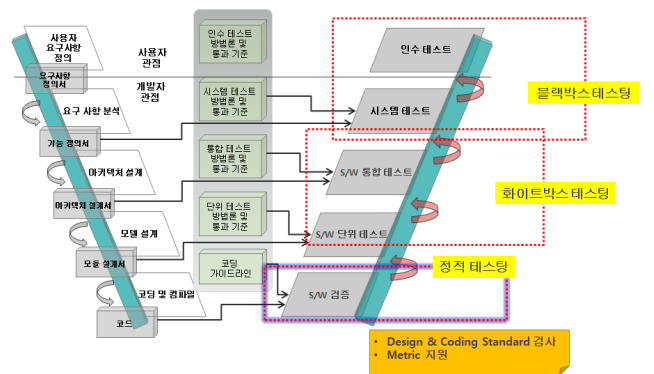 사용자
요구사항
정의
요구사항
정의서
요구 사항 분석
기능 정의서
아키텍처 설계
아키텍처 설계서
모델 설계
모듈 설계서
코딩 및 컴파일
코드
사용자
관점
개발자
관점
인수 테스트
방법론 및
통과 기준
시스템 테스트
방법론 및
통과 기준
통합 테스트
방법론 및
통과 기준
단위 테스트
방법론 및
통과 기준
코딩
가이드라인
인수 테스트
시스템 테스트
S/W 통합 테스트
S/W 단위 테스트
S/W 검증
블랙박스테스팅
화이트박스테스팅
정적 테스팅
• Design & Coding Standard 검사
• Metric 지원